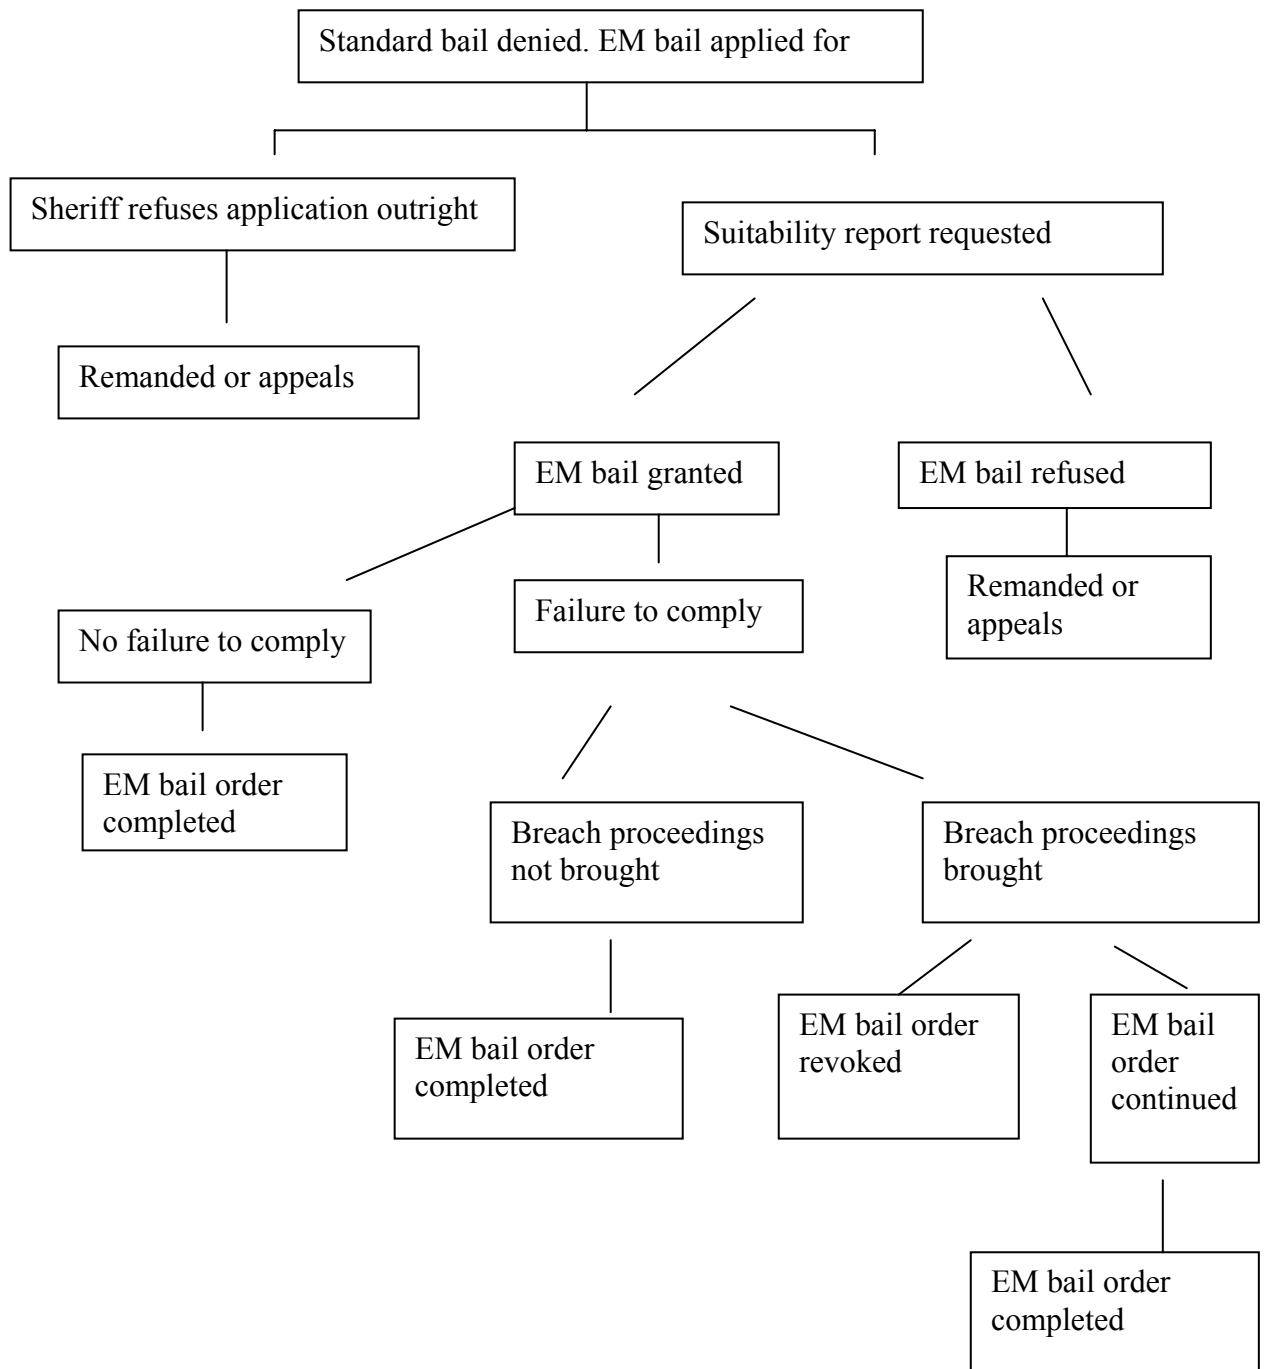 Standard bail denied. EM bail applied for
Sheriff refuses application outright
Suitability report requested
Remanded or appeals
EM bail granted
EM bail refused
No failure to comply
Failure to comply
Remanded or
appeals
EM bail order
completed
Breach proceedings
not brought
Breach proceedings
brought
EM bail order
completed
EM bail order
revoked
EM bail
order
continued
EM bail order
completed